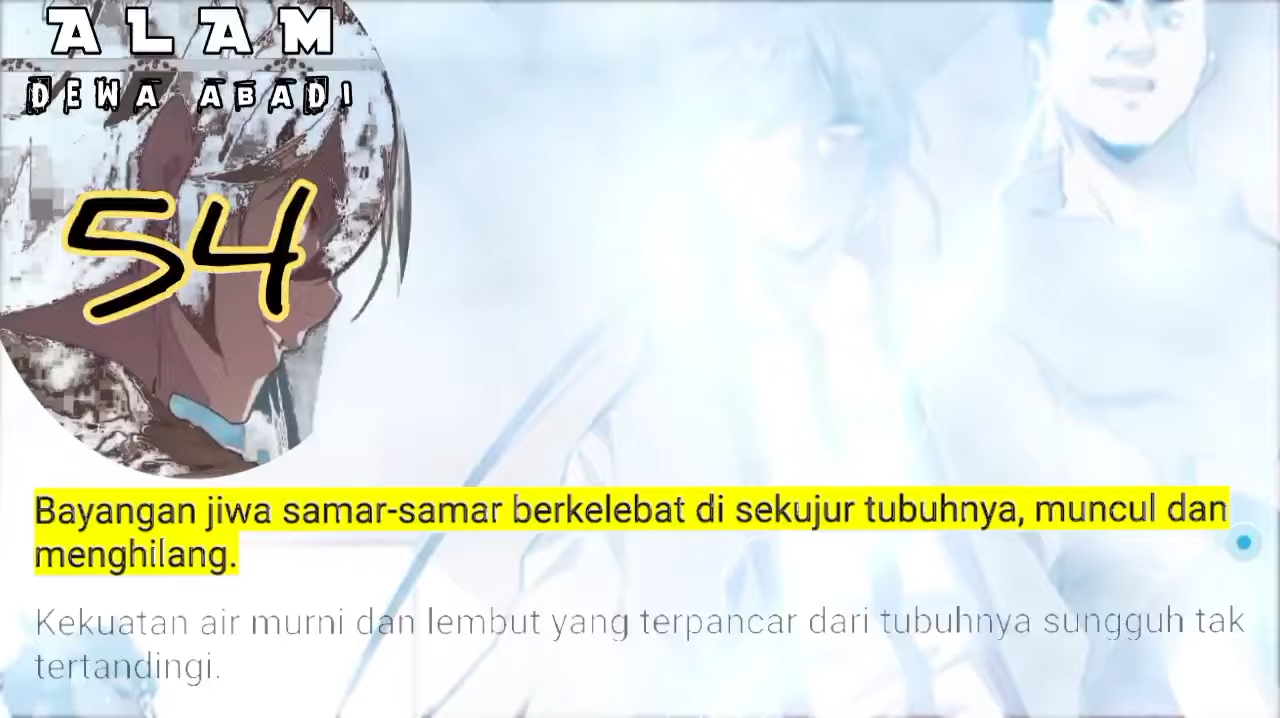 ALAM
DEWA ABADI
54
Bayangan jiwa samar-samar berkelebat di sekujur tubuhnya, muncul dan
menghilang.
Kekuatan air murni dan lembut yang terpancar dari tubuhnya sungguh tak
tertandingi.